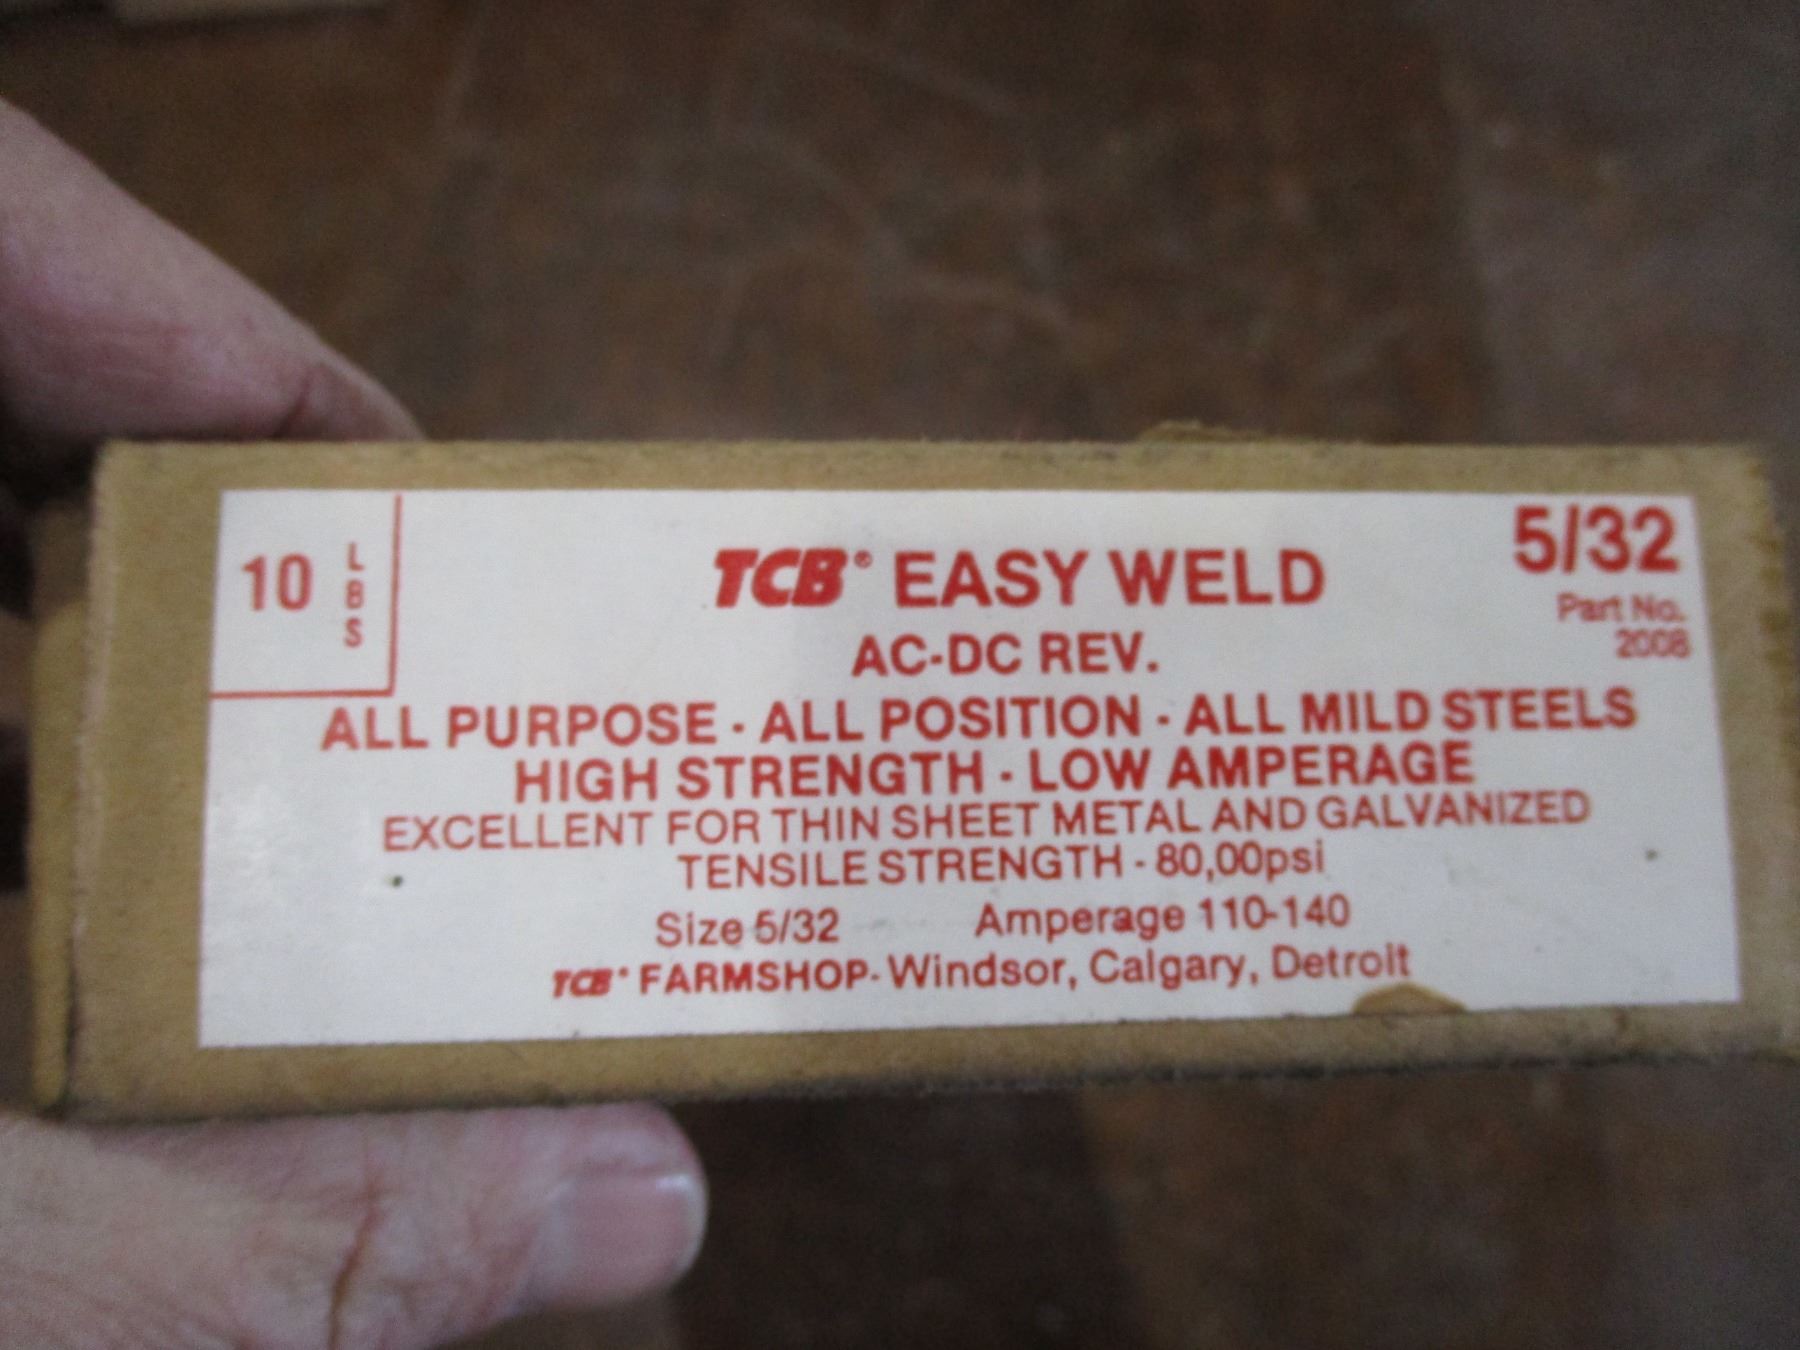 10 LBS
TCB® EASY WELD
5/32
Part No.
2008
AC-DC REV.
ALL PURPOSE - ALL POSITION - ALL MILD STEELS
HIGH STRENGTH - LOW AMPERAGE
EXCELLENT FOR THIN SHEET METAL AND GALVANIZED
TENSILE STRENGTH - 80,00psi
Size 5/32 Amperage 110-140
TCB® FARMSHOP- Windsor, Calgary, Detroit